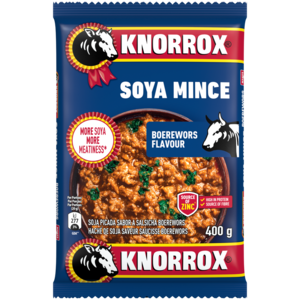 KNORROX
SOYA MINCE
BOEREWORS
FLAVOUR
MORE SOYA
MORE
MEATINESS*
SOURCE OF
ZINC
HIGH IN PROTEIN
SOURCE OF FIBRE
277
SOJA PICADA SABOR A SALSICHA BOEREWORS
HACHÉ DE SOJA SAVEUR SAUCISSE BOEREWORS
400 g
KNORROX